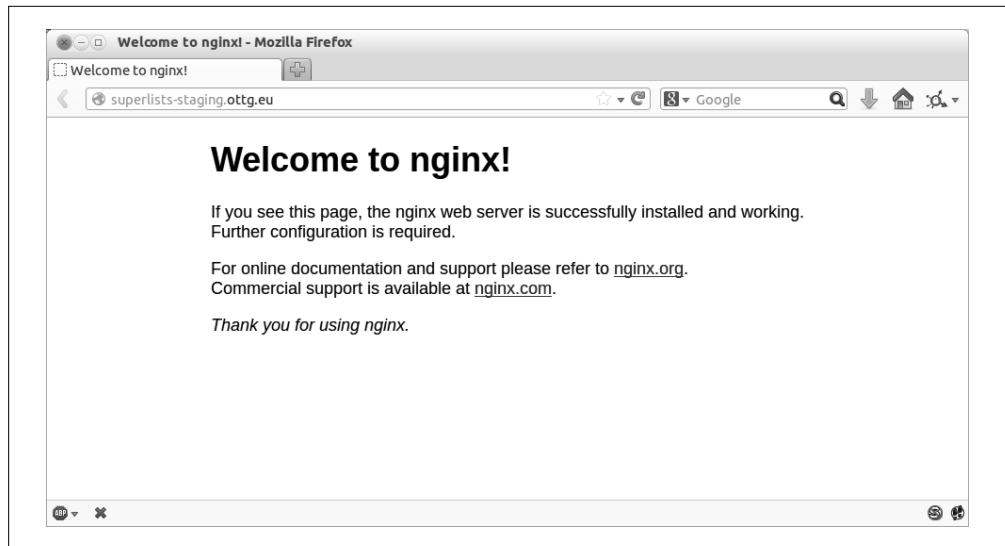 Welcome to nginx! - Mozilla Firefox
Welcome to nginx!
superlists-staging.ottg.eu
Google
Welcome to nginx!
If you see this page, the nginx web server is successfully installed and working.
Further configuration is required.
For online documentation and support please refer to nginx.org.
Commercial support is available at nginx.com.
Thank you for using nginx.
ABP